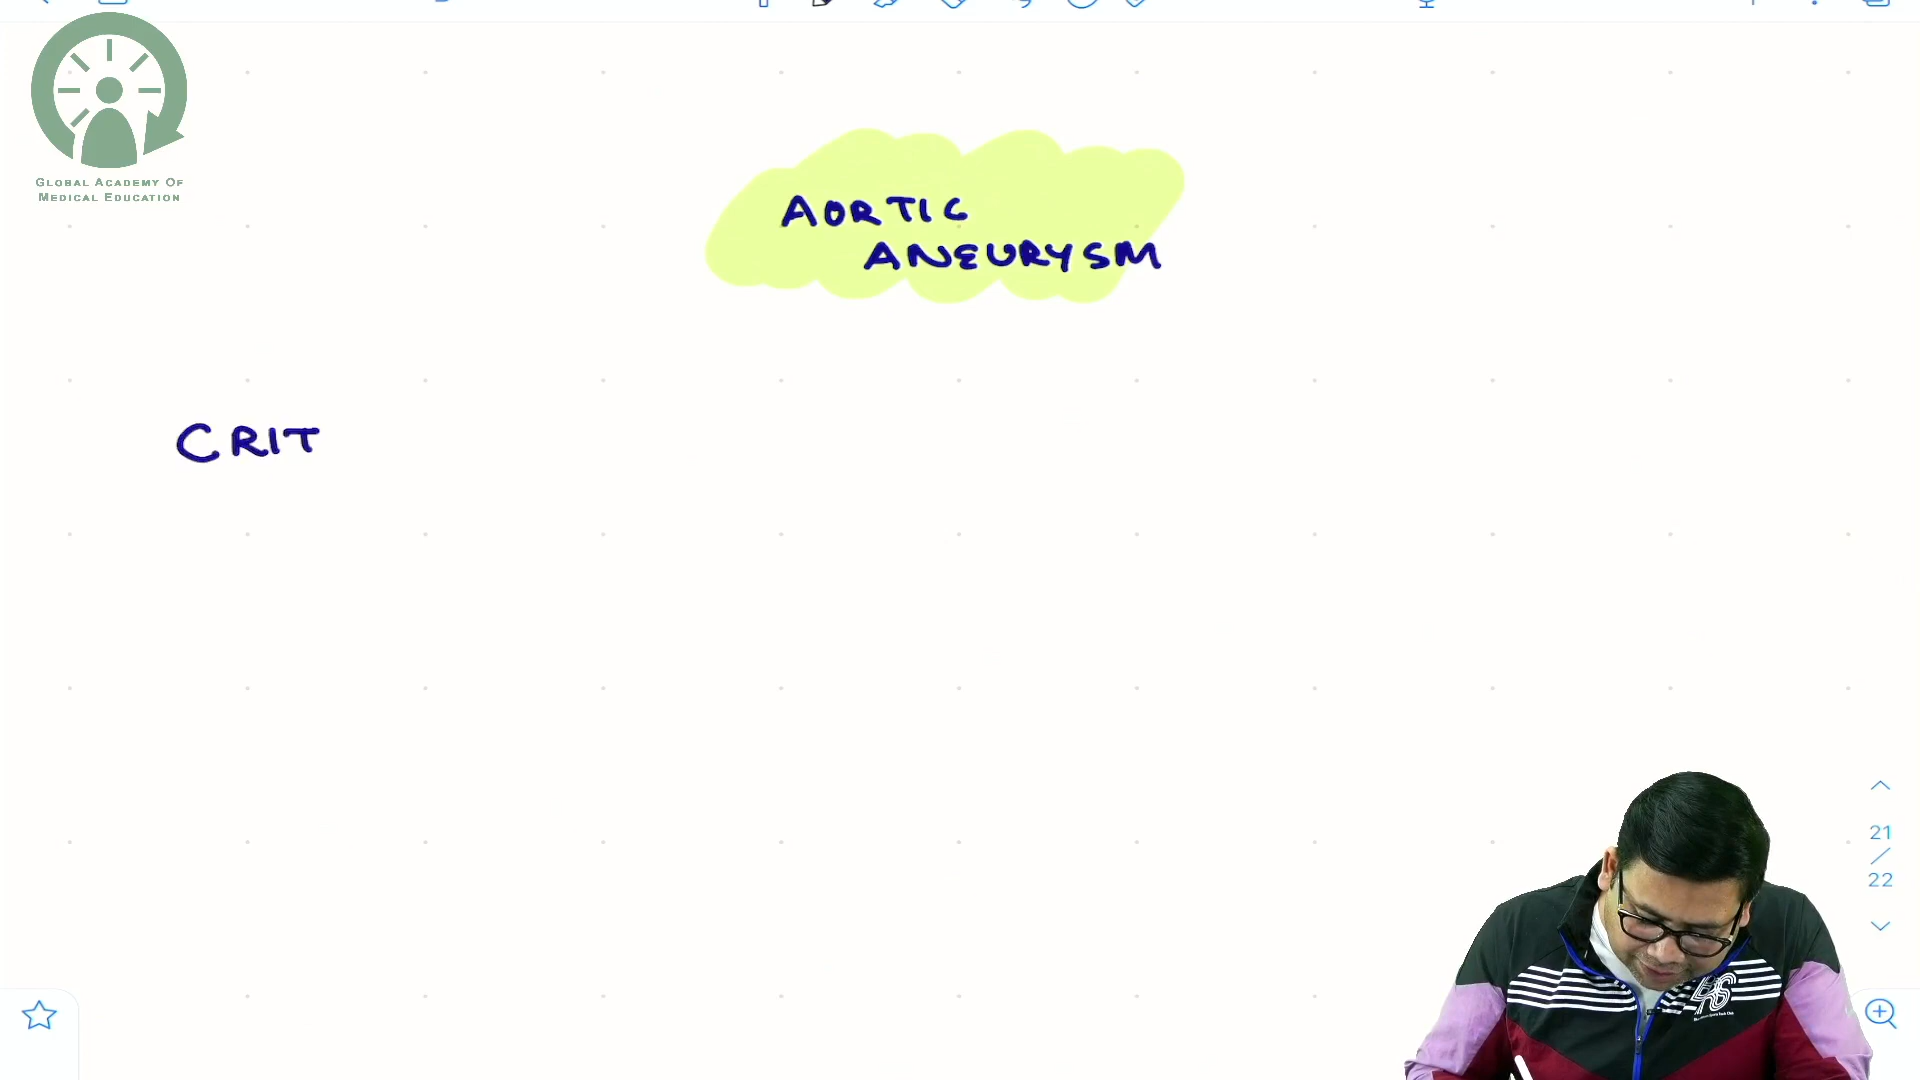 GLOBAL ACADEMY OF
MEDICAL EDUCATION
AORTIC
ANEURYSM
CRIT
21
/
22